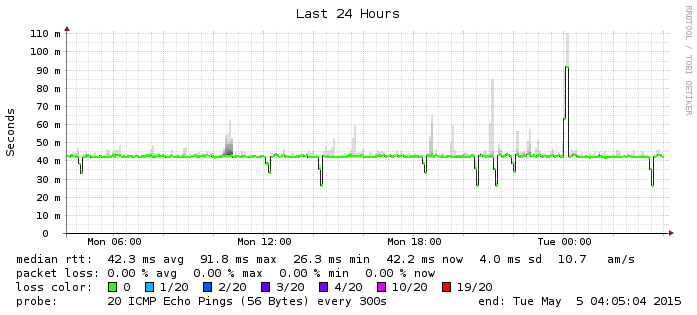 Last 24 Hours
RRDTOOL / TOBI OETIKER
Seconds
110 m
100 m
90 m
80 m
70 m
60 m
50 m
40 m
30 m
20 m
10 m
0
Mon 06:00 Mon 12:00 Mon 18:00 Tue 00:00
median rtt: 42.3 ms avg 91.8 ms max 26.3 ms min 42.2 ms now 4.0 ms sd 10.7 am/s
packet loss: 0.00 % avg 0.00 % max 0.00 % min 0.00 % now
loss color: 0 1/20 2/20 3/20 4/20 10/20 19/20
probe: 20 ICMP Echo Pings (56 Bytes) every 300s end: Tue May 5 04:05:04 2015